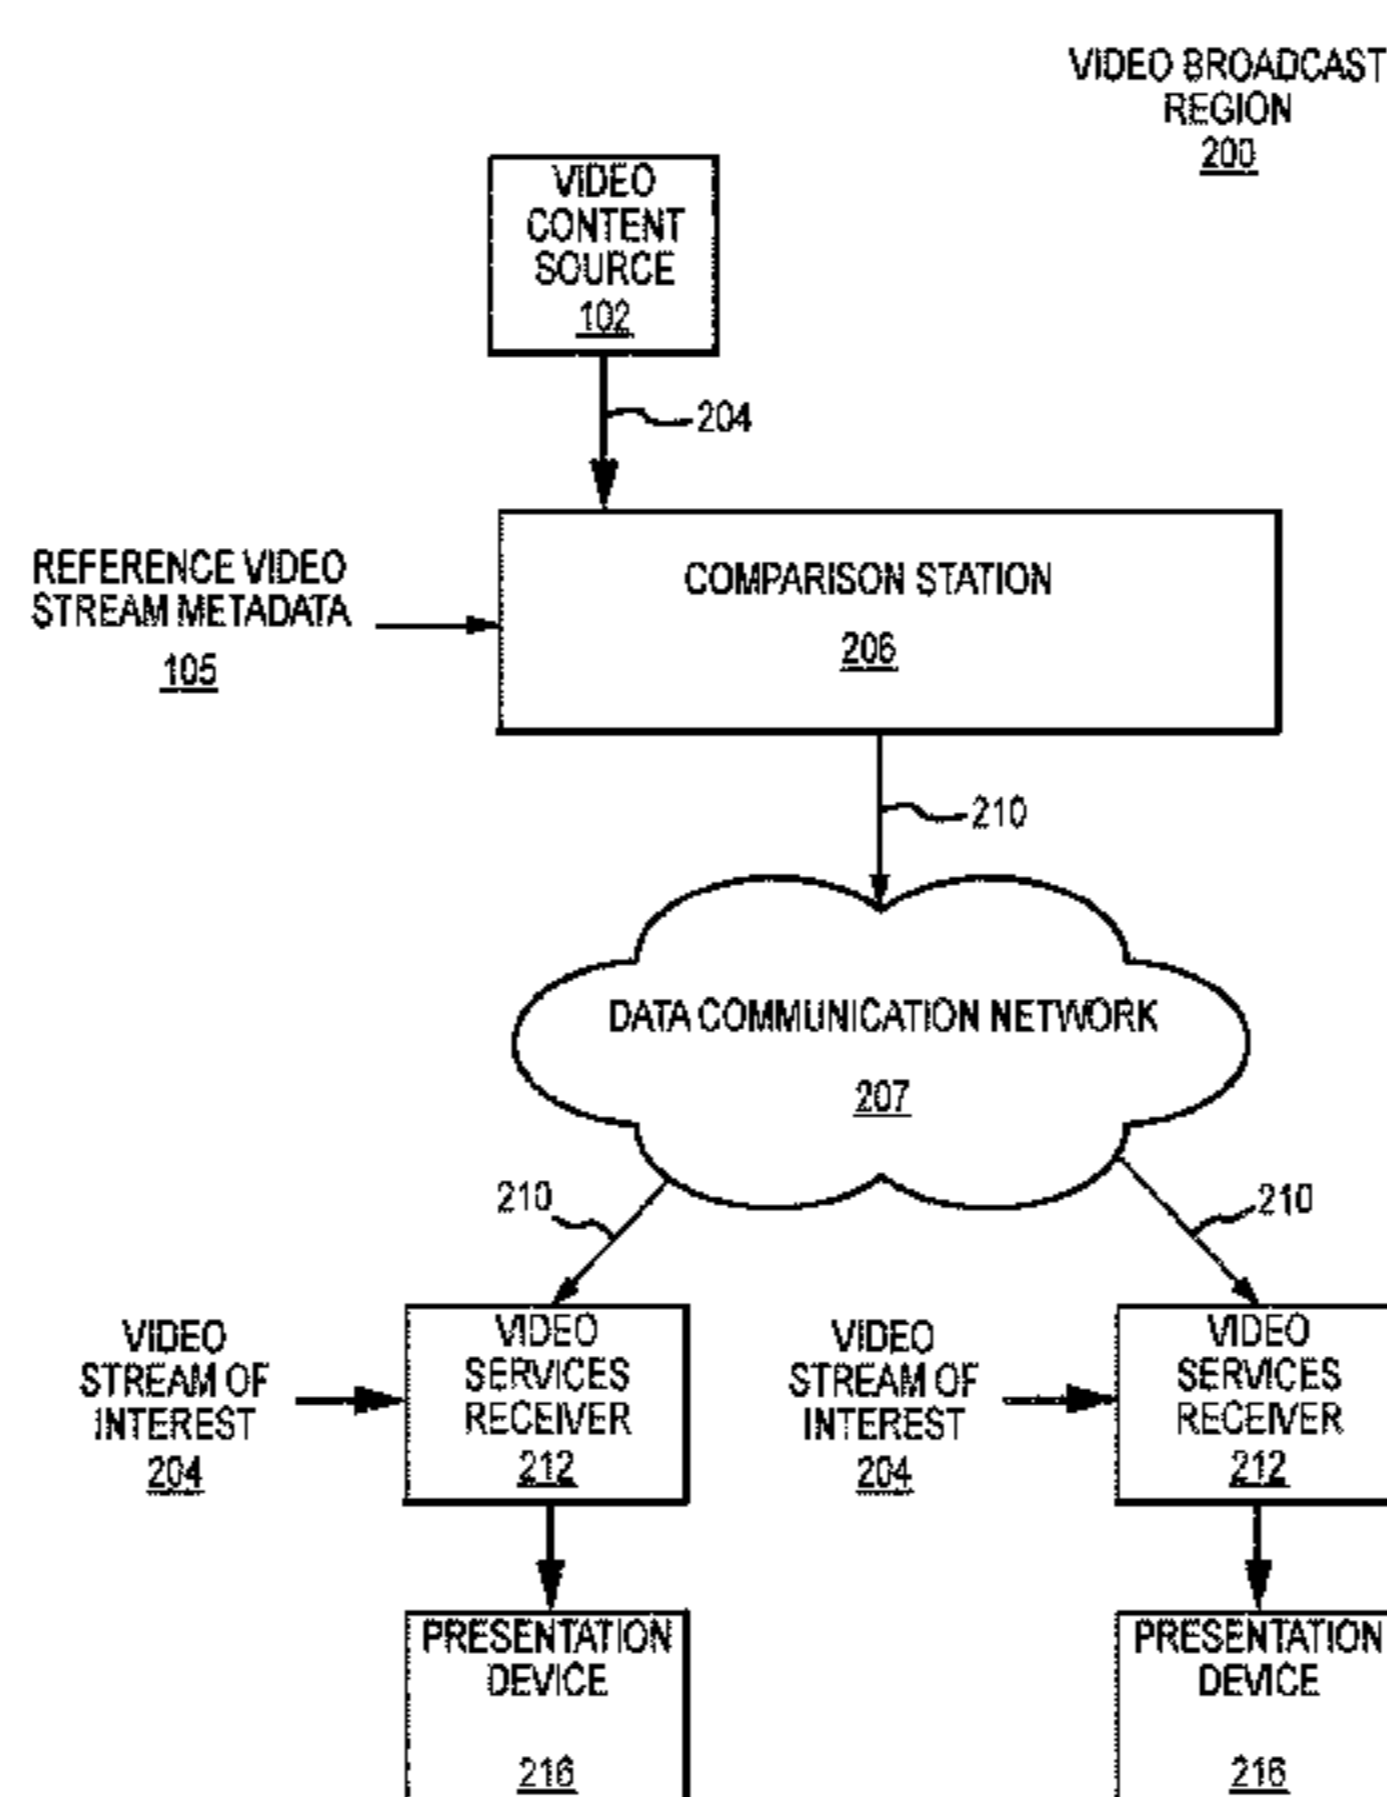 VIDEO BROADCAST
REGION
200
VIDEO
CONTENT
SOURCE
102
204
REFERENCE VIDEO
STREAM METADATA
105
COMPARISON STATION
206
210
DATA COMMUNICATION NETWORK
207
210
210
VIDEO
STREAM OF
INTEREST
204
VIDEO
SERVICES
RECEIVER
212
VIDEO
STREAM OF
INTEREST
204
VIDEO
SERVICES
RECEIVER
212
PRESENTATION
DEVICE
216
PRESENTATION
DEVICE
216